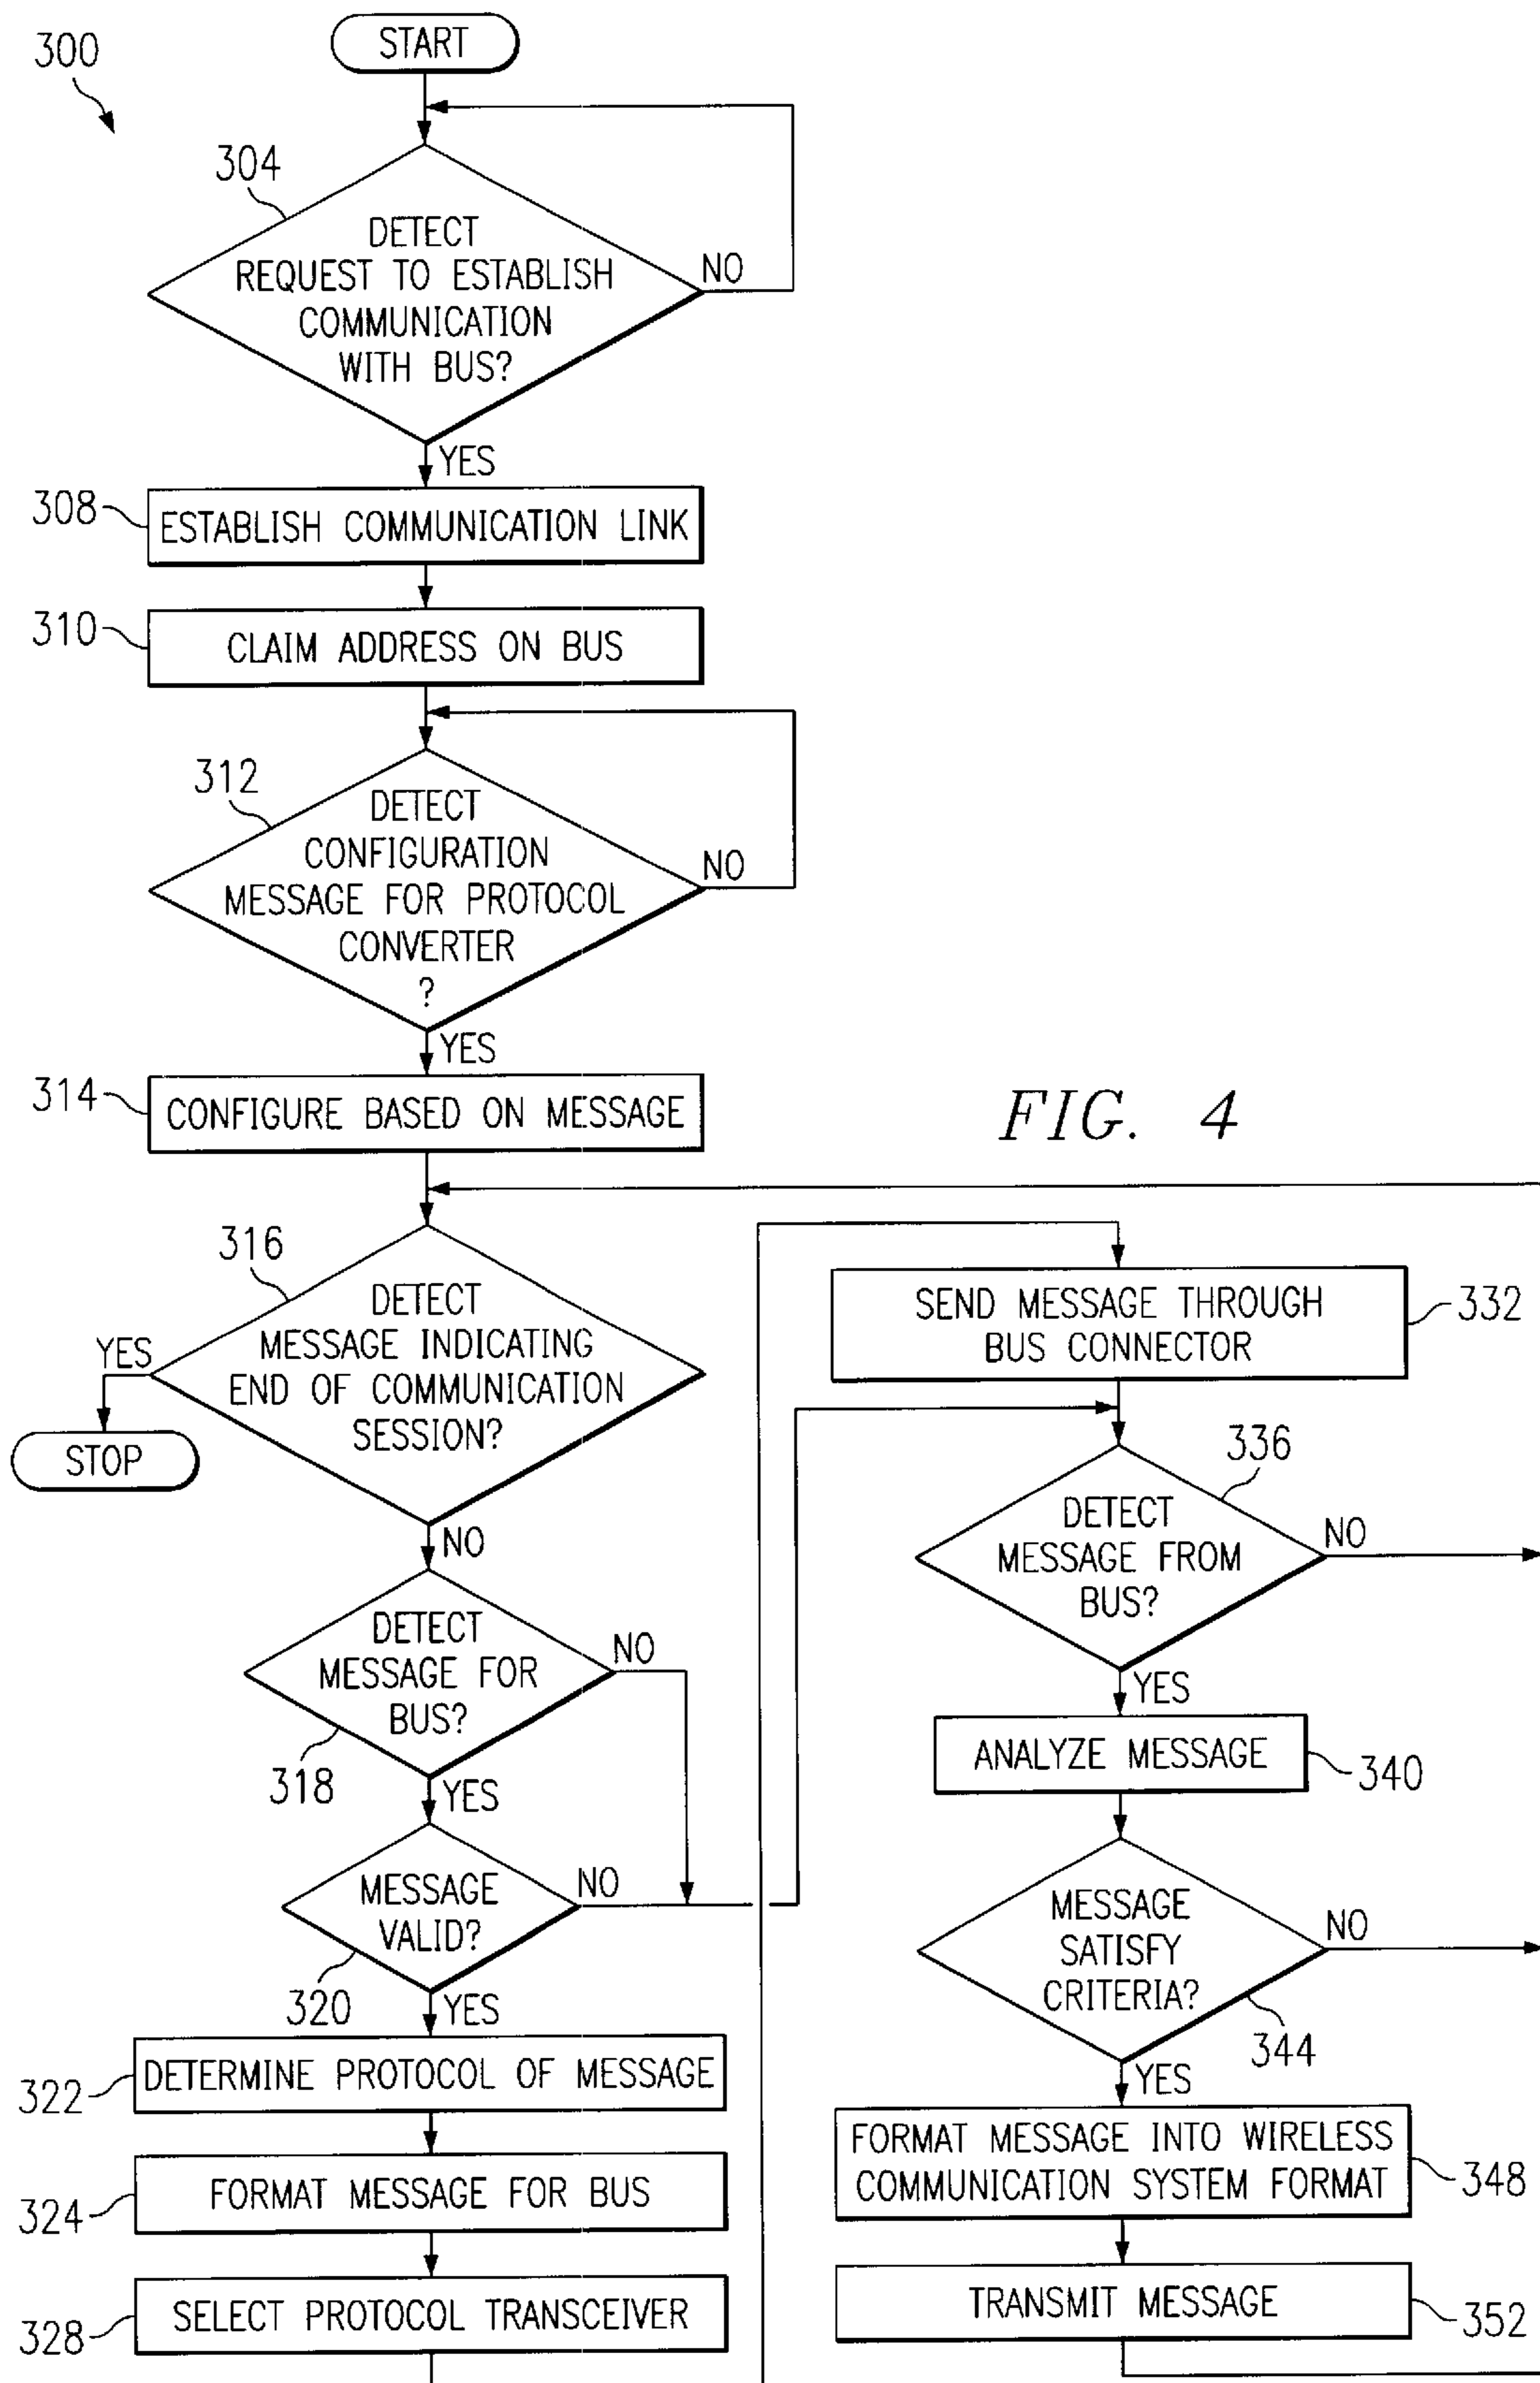 300
START
304
DETECT
REQUEST TO ESTABLISH
COMMUNICATION
WITH BUS?
NO
YES
308
ESTABLISH COMMUNICATION LINK
310
CLAIM ADDRESS ON BUS
312
DETECT
CONFIGURATION
MESSAGE FOR PROTOCOL
CONVERTER
?
NO
YES
314
CONFIGURE BASED ON MESSAGE
FIG. 4
316
DETECT
MESSAGE INDICATING
END OF COMMUNICATION
SESSION?
YES
STOP
NO
DETECT
MESSAGE FOR
BUS?
NO
318
YES
MESSAGE
VALID?
NO
320
YES
322
DETERMINE PROTOCOL OF MESSAGE
324
FORMAT MESSAGE FOR BUS
328
SELECT PROTOCOL TRANSCEIVER
SEND MESSAGE THROUGH
BUS CONNECTOR
332
336
DETECT
MESSAGE FROM
BUS?
NO
YES
ANALYZE MESSAGE
340
MESSAGE
SATISFY
CRITERIA?
NO
344
YES
FORMAT MESSAGE INTO WIRELESS
COMMUNICATION SYSTEM FORMAT
348
TRANSMIT MESSAGE
352